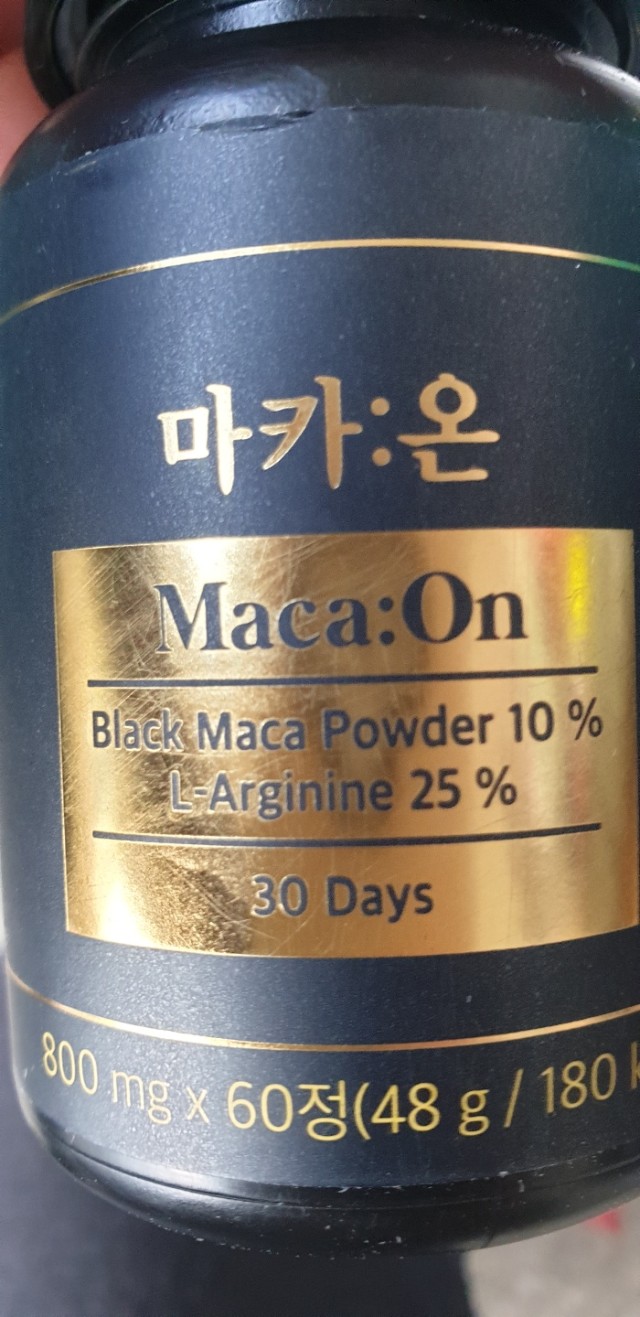 마카:온
Maca:On
Black Maca Powder 10 %
L-Arginine 25 %
30 Days
800 mg x 60정(48 g / 180